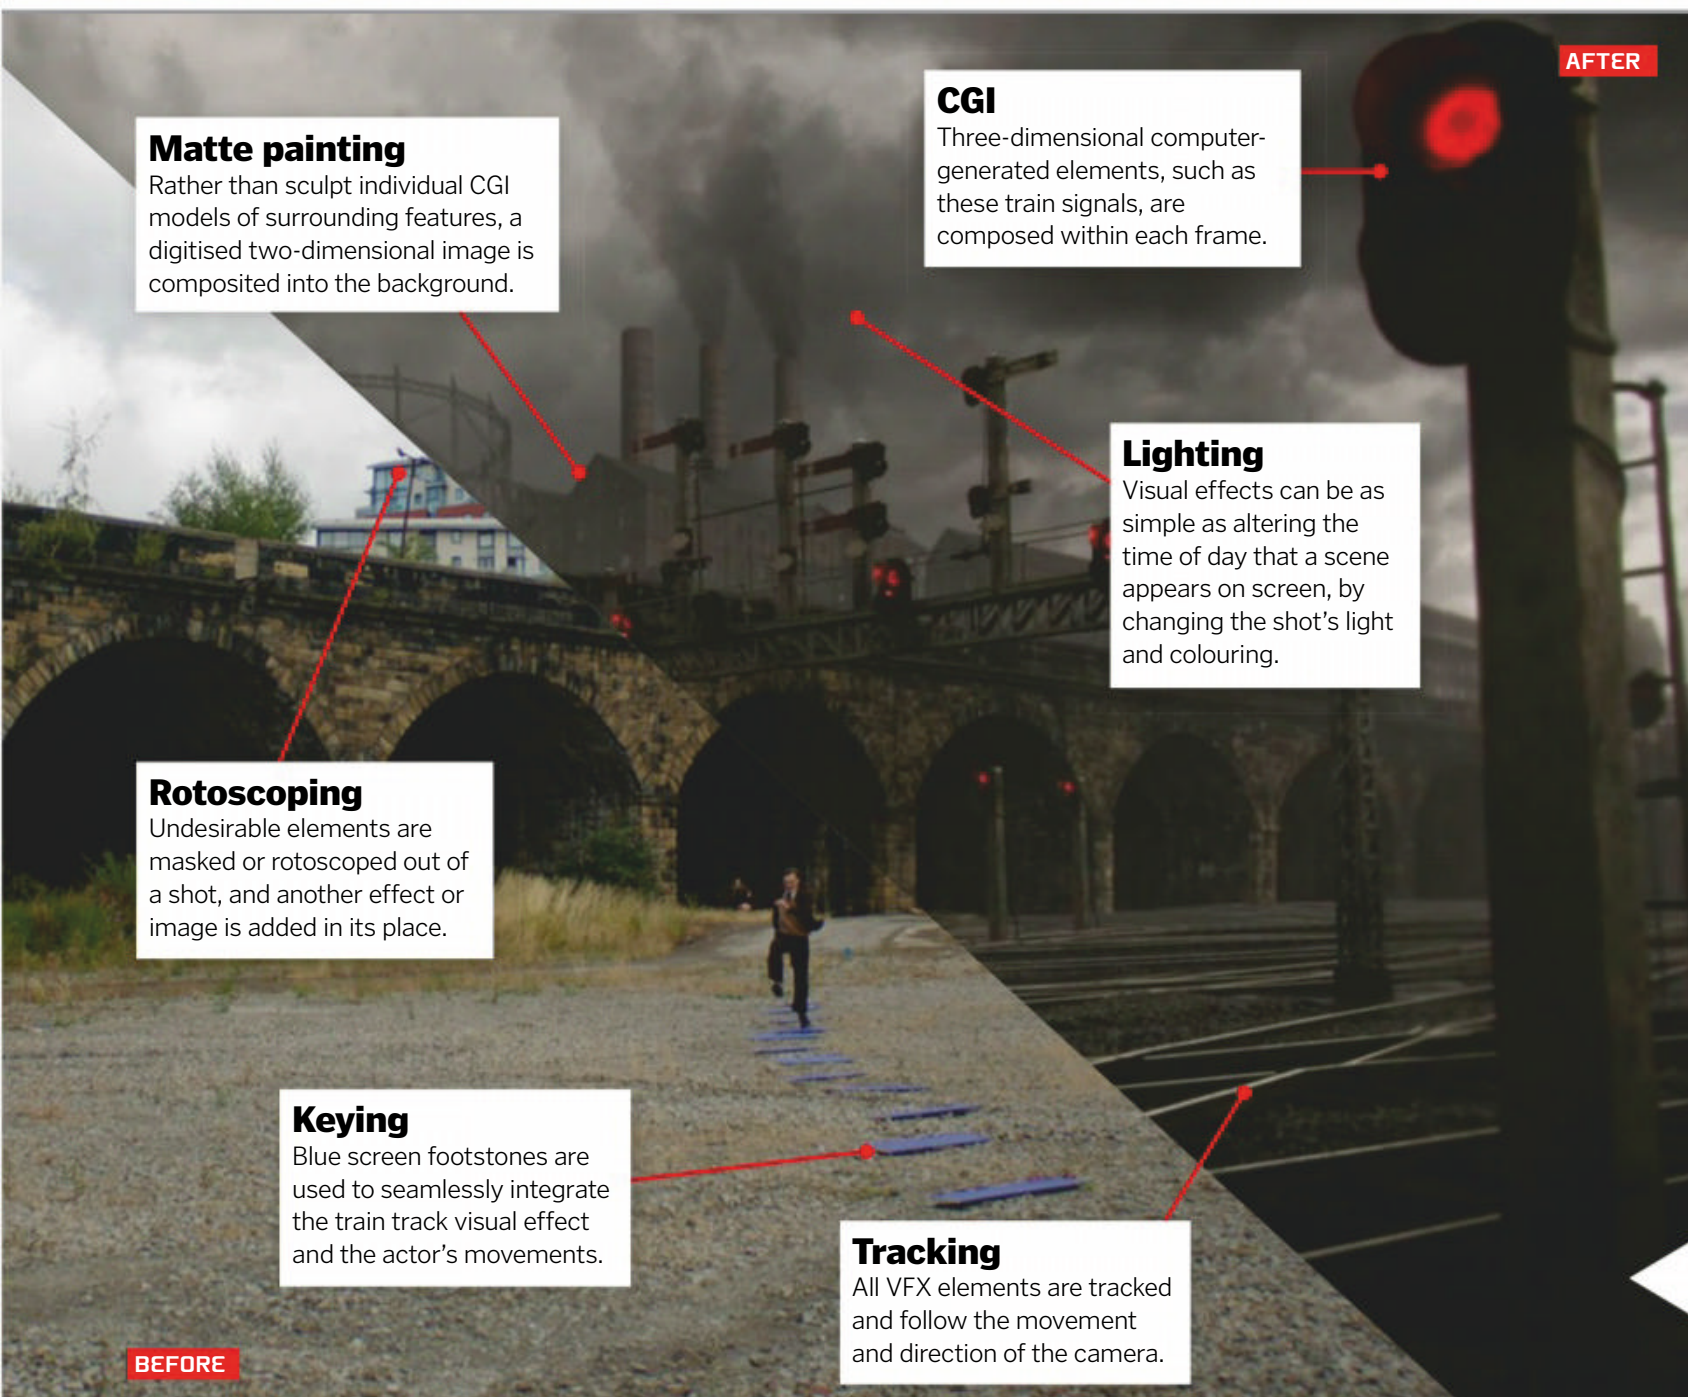 AFTER
CGI
Three-dimensional computer-
generated elements, such as
these train signals, are
composed within each frame.
Matte painting
Rather than sculpt individual CGI
models of surrounding features, a
digitised two-dimensional image is
composited into the background.
Lighting
Visual effects can be as
simple as altering the
time of day that a scene
appears on screen, by
changing the shot’s light
and colouring.
Rotoscoping
Undesirable elements are
masked or rotoscoped out of
a shot, and another effect or
image is added in its place.
Keying
Blue screen footstones are
used to seamlessly integrate
the train track visual effect
and the actor’s movements.
Tracking
All VFX elements are tracked
and follow the movement
and direction of the camera.
BEFORE